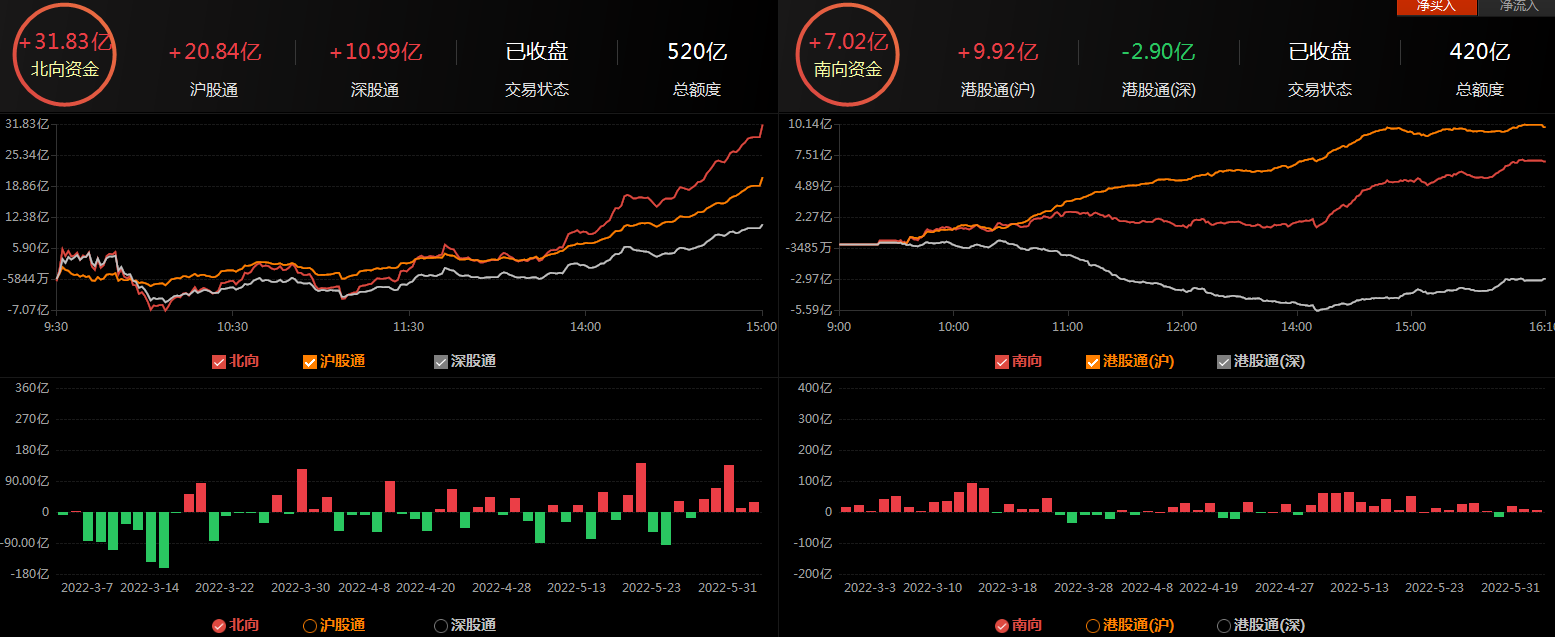 净买入 净流入
+31.83亿 北向资金
+20.84亿 +10.99亿 已收盘 520亿
沪股通 深股通 交易状态 总额度
31.83亿
25.34亿
18.86亿
12.38亿
5.90亿
-5844万
-7.07亿
9:30 10:30 11:30 14:00 15:00
北向 沪股通 深股通
360亿
270亿
180亿
90.00亿
0
-90.00亿
-180亿
2022-3-7 2022-3-14 2022-3-22 2022-3-30 2022-4-8 2022-4-20 2022-4-28 2022-5-13 2022-5-23 2022-5-31
北向 沪股通 深股通
+7.02亿 南向资金
+9.92亿 -2.90亿 已收盘 420亿
港股通(沪) 港股通(深) 交易状态 总额度
10.14亿
7.51亿
4.89亿
2.27亿
-3485万
-2.97亿
-5.59亿
9:00 10:00 11:00 12:00 14:00 15:00 16:10
南向 港股通(沪) 港股通(深)
400亿
300亿
200亿
100亿
0
-100亿
-200亿
2022-3-3 2022-3-10 2022-3-18 2022-3-28 2022-4-8 2022-4-19 2022-4-27 2022-5-13 2022-5-23 2022-5-31
南向 港股通(沪) 港股通(深)